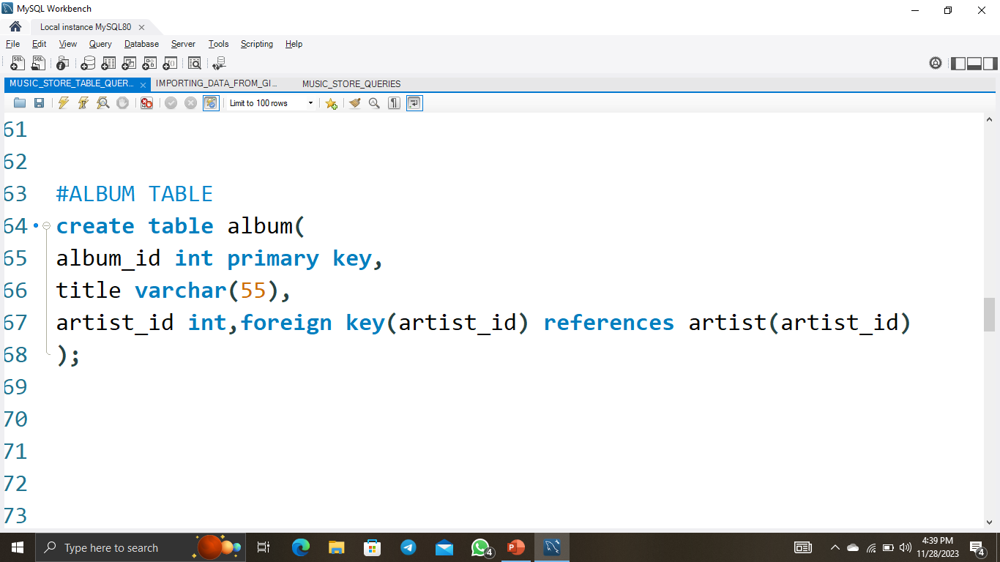 MySQL Workbench
Local instance MySQL80
File Edit View Query Database Server Tools Scripting Help
MUSIC_STORE_TABLE_QUER... IMPORTING_DATA_FROM_GI... MUSIC_STORE_QUERIES
Limit to 100 rows
61
62
63 #ALBUM TABLE
64 create table album(
65 album_id int primary key,
66 title varchar(55),
67 artist_id int,foreign key(artist_id) references artist(artist_id)
68 );
69
70
71
72
73
Type here to search
4
4:39 PM
11/28/2023
4